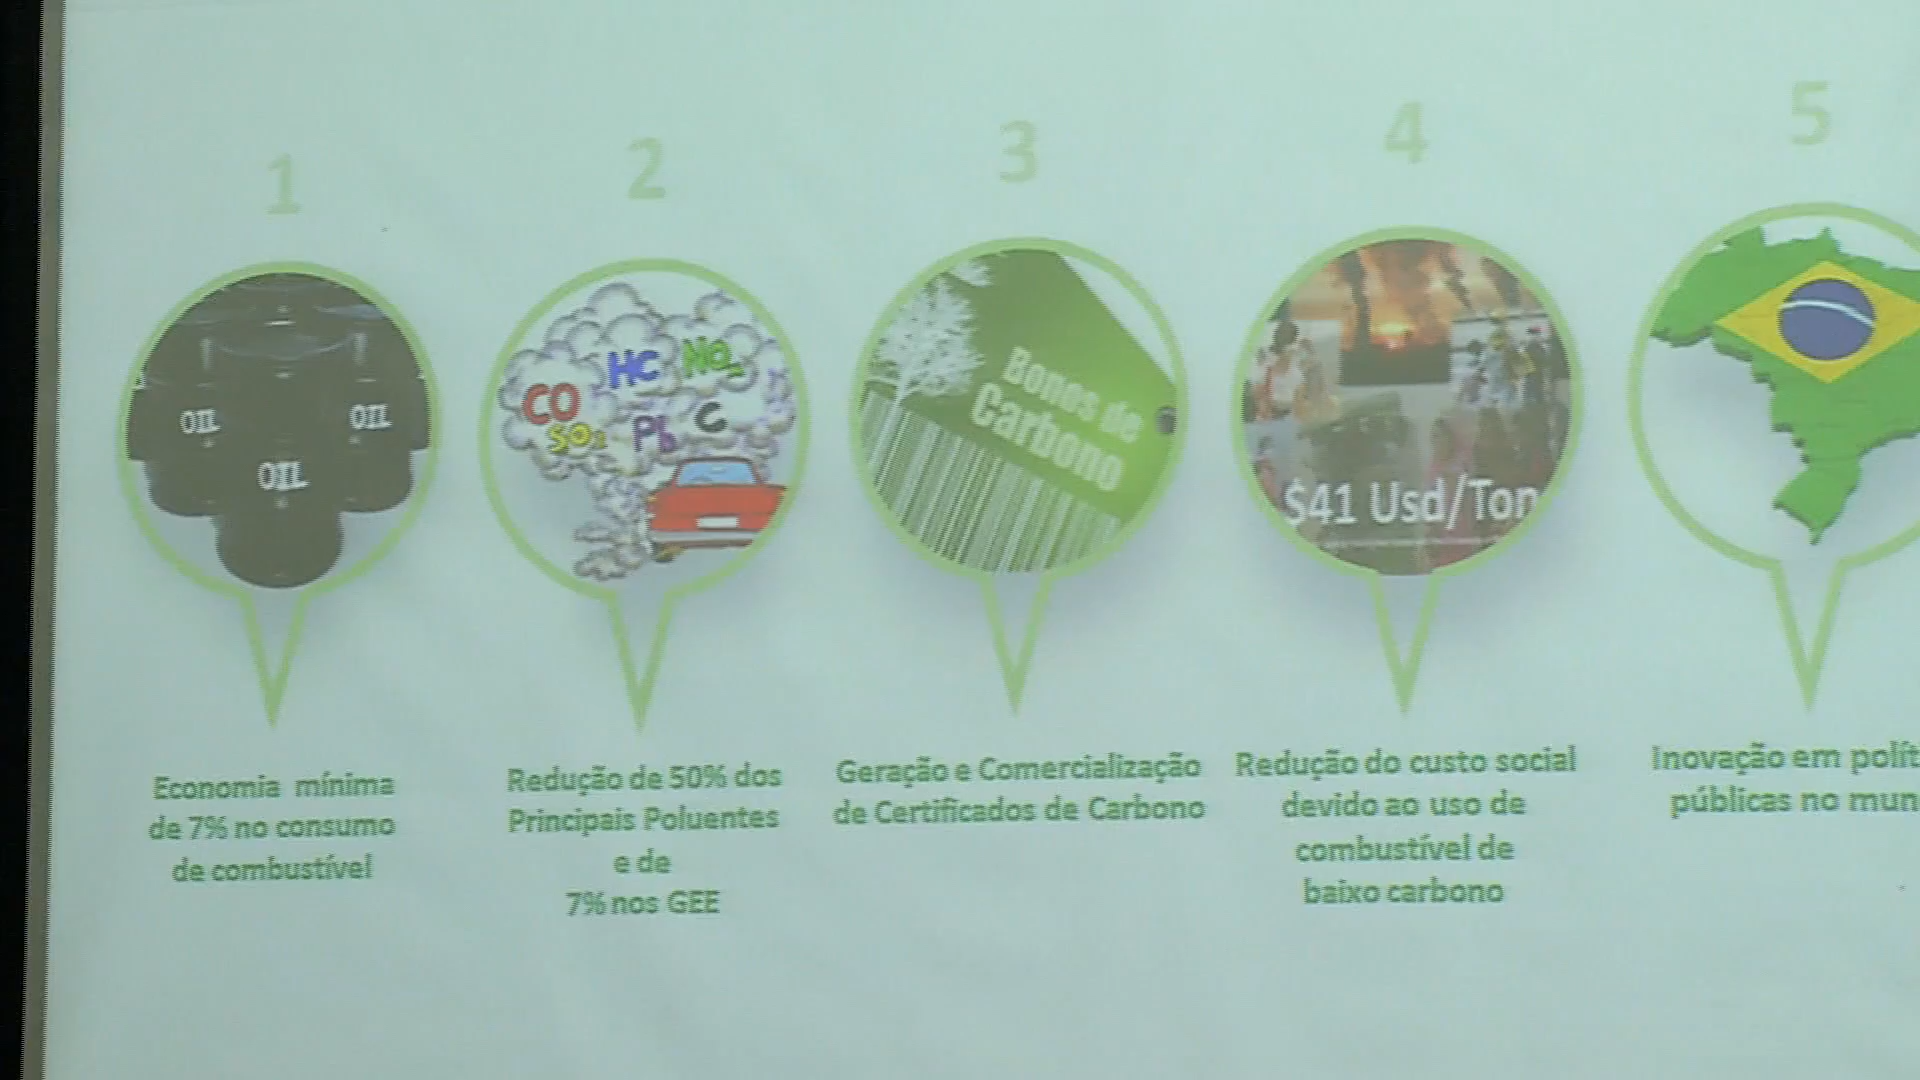 1
2
3
4
5
OIL
OIL
OIL
HC
CO
C
Pb
Bonos de
Carbono
$41 Usd/Ton
Economia mínima
de 7% no consumo
de combustível
Redução de 50% dos
Principais Poluentes
e de
7% nos GEE
Geração e Comercialização
de Certificados de Carbono
Redução do custo social
devido ao uso de
combustível de
baixo carbono
Inovação em
públicas no